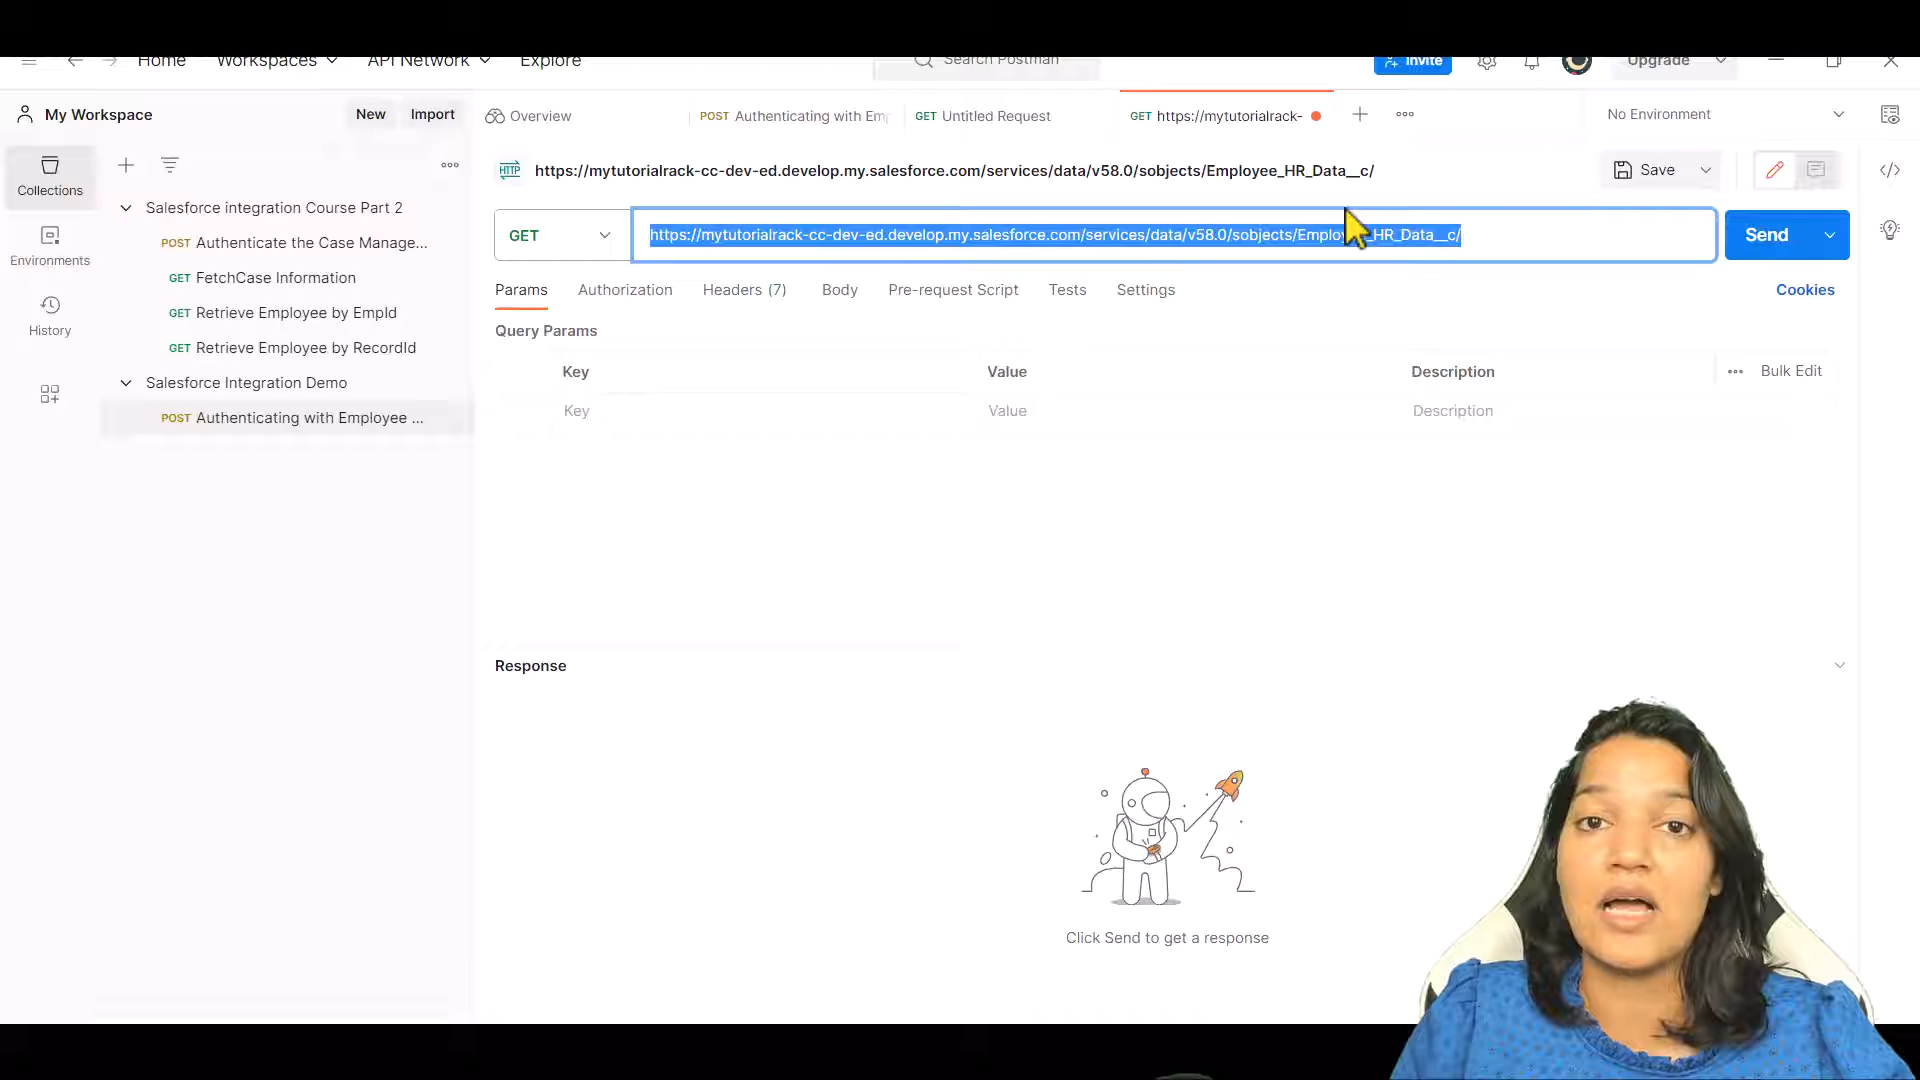 Home Workspaces API Network Explore Search Postman Invite Upgrade
My Workspace New Import Overview POST Authenticating with Emp GET Untitled Request GET https://mytutorialrack- No Environment
HTTP https://mytutorialrack-cc-dev-ed.develop.my.salesforce.com/services/data/v58.0/sobjects/Employee_HR_Data__c/ Save
Collections
Salesforce integration Course Part 2
POST Authenticate the Case Manage...
GET FetchCase Information
GET Retrieve Employee by EmpId
GET Retrieve Employee by RecordId
Salesforce Integration Demo
POST Authenticating with Employee ...
Environments
History
GET https://mytutorialrack-cc-dev-ed.develop.my.salesforce.com/services/data/v58.0/sobjects/Employee_HR_Data__c/ Send
Params Authorization Headers (7) Body Pre-request Script Tests Settings Cookies
Query Params
Key Value Description Bulk Edit
Key Value Description
Response
Click Send to get a response